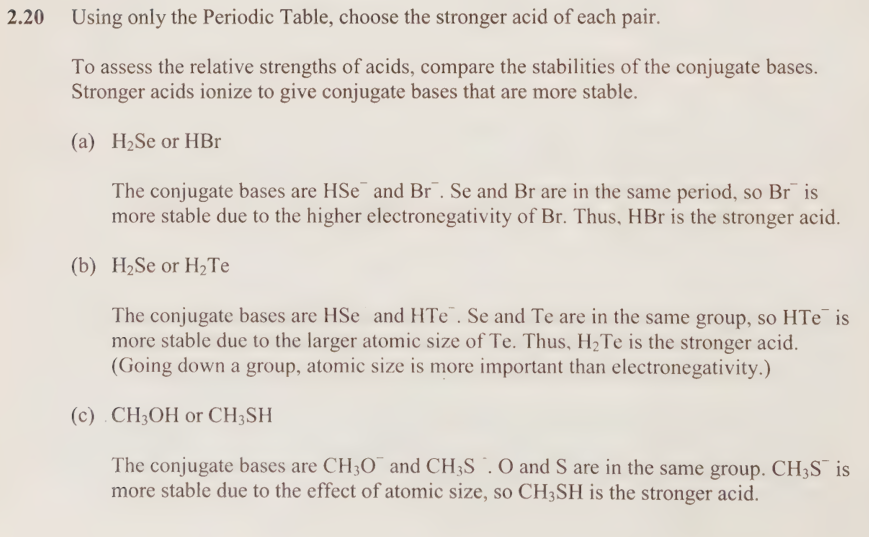 2.20 Using only the Periodic Table, choose the stronger acid of each pair.
To assess the relative strengths of acids, compare the stabilities of the conjugate bases.
Stronger acids ionize to give conjugate bases that are more stable.
(a) H₂Se or HBr
The conjugate bases are HSe⁻ and Br⁻. Se and Br are in the same period, so Br⁻ is
more stable due to the higher electronegativity of Br. Thus, HBr is the stronger acid.
(b) H₂Se or H₂Te
The conjugate bases are HSe and HTe⁻. Se and Te are in the same group, so HTe⁻ is
more stable due to the larger atomic size of Te. Thus, H₂Te is the stronger acid.
(Going down a group, atomic size is more important than electronegativity.)
(c) CH₃OH or CH₃SH
The conjugate bases are CH₃O⁻ and CH₃S⁻. O and S are in the same group. CH₃S⁻ is
more stable due to the effect of atomic size, so CH₃SH is the stronger acid.